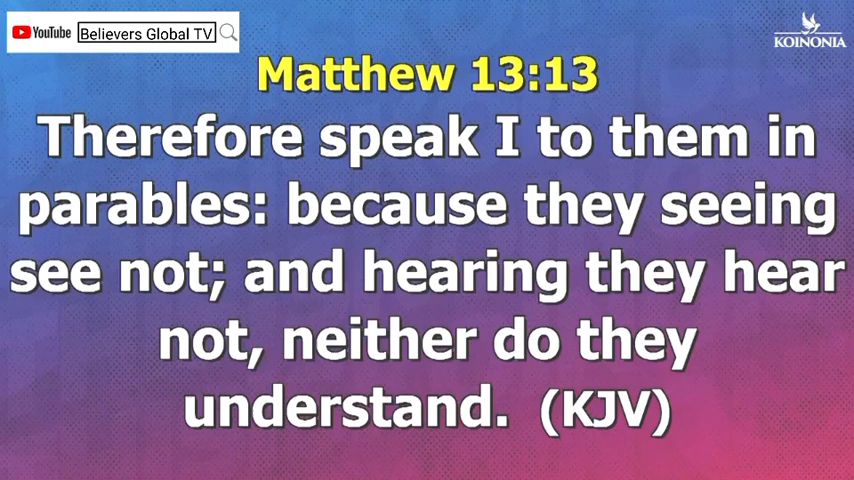 YouTube Believers Global TV
KOINONIA
Matthew 13:13
Therefore speak I to them in
parables: because they seeing
see not; and hearing they hear
not, neither do they
understand. (KJV)